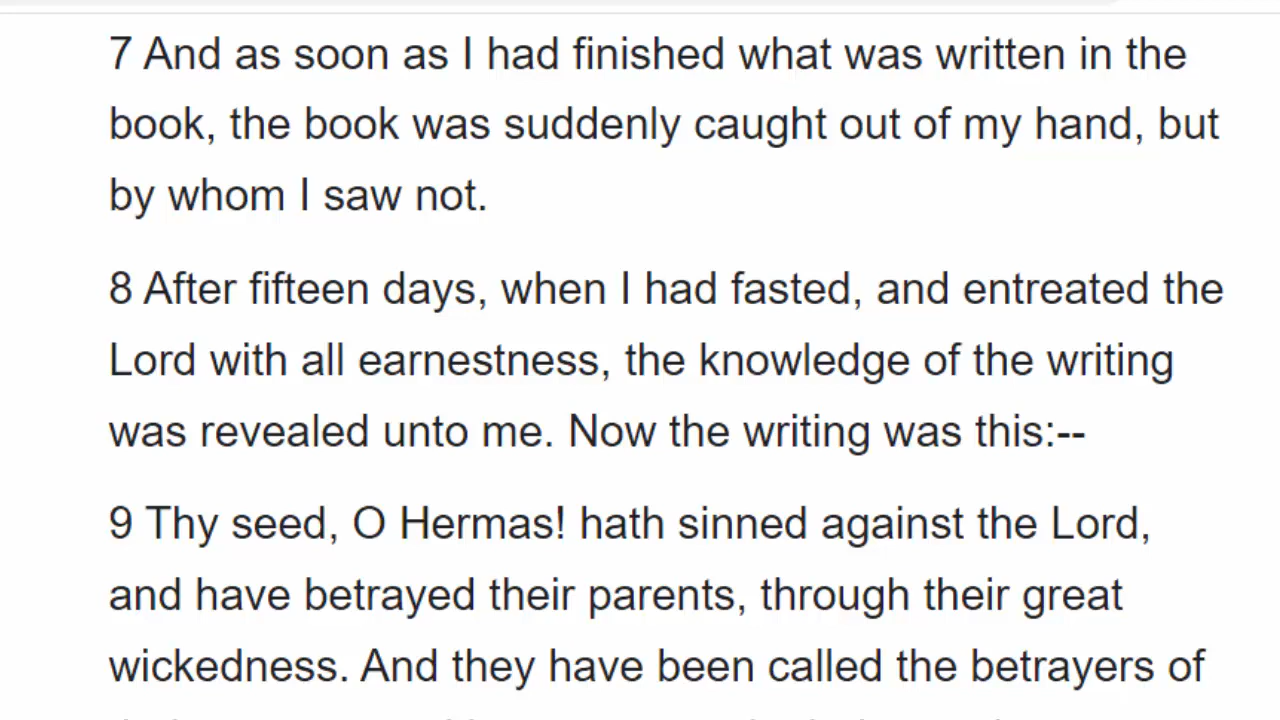 7 And as soon as I had finished what was written in the
book, the book was suddenly caught out of my hand, but
by whom I saw not.
8 After fifteen days, when I had fasted, and entreated the
Lord with all earnestness, the knowledge of the writing
was revealed unto me. Now the writing was this:--
9 Thy seed, O Hermas! hath sinned against the Lord,
and have betrayed their parents, through their great
wickedness. And they have been called the betrayers of